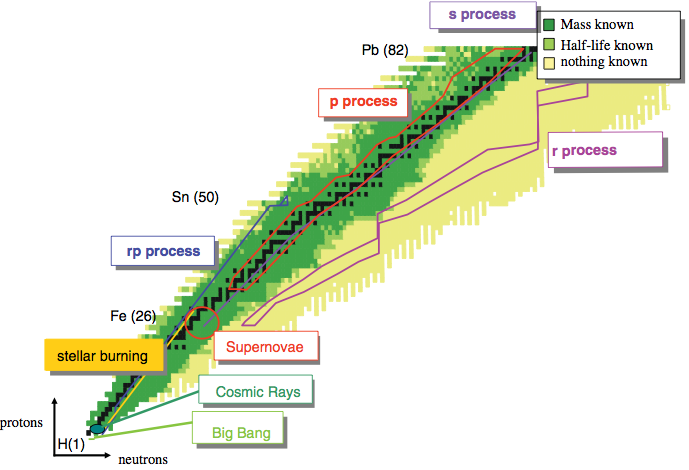 s process
Mass known
Half-life known
nothing known
Pb (82)
p process
r process
Sn (50)
rp process
Fe (26)
Supernovae
stellar burning
Cosmic Rays
protons
Big Bang
H(1)
neutrons